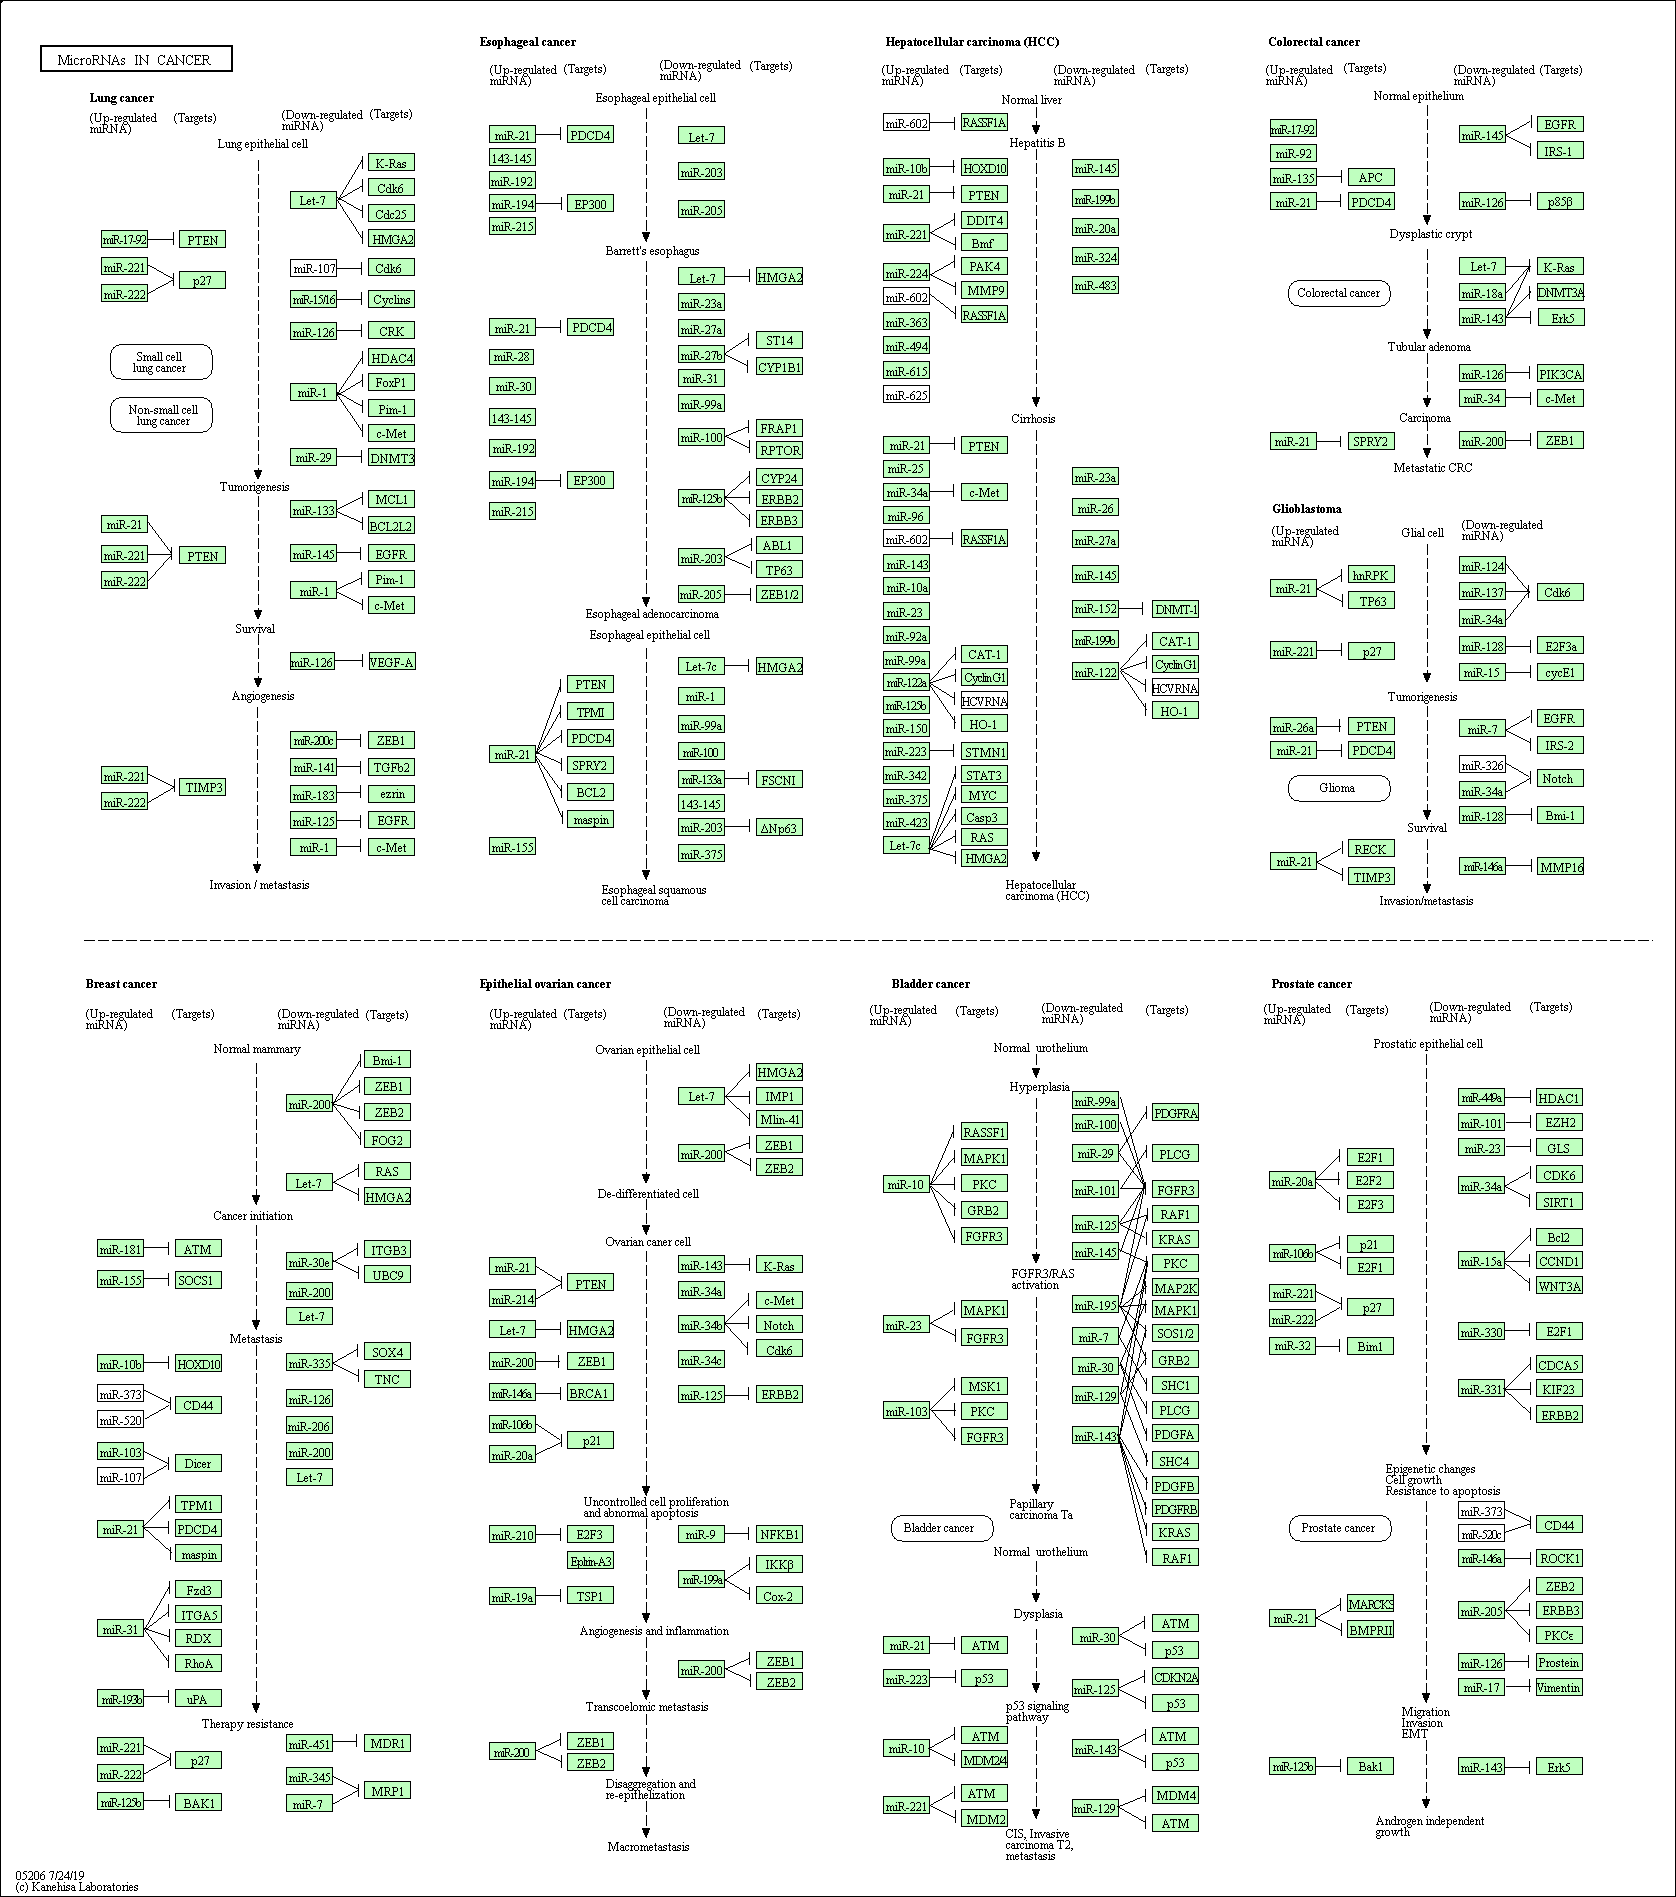 MicroRNAs IN CANCER
Lung cancer
(Up-regulated
miRNA)
(Targets)
(Down-regulated
miRNA)
(Targets)
Lung epithelial cell
Let-7
K-Ras
Cdk6
Cdc25
HMGA2
miR-17-92
PTEN
miR-221
miR-222
p27
miR-107
Cdk6
miR-15/16
Cyclins
miR-126
CRK
Small cell
lung cancer
Non-small cell
lung cancer
miR-1
HDAC4
FoxP1
Pim-1
c-Met
miR-29
DNMT3
Tumorigenesis
miR-21
miR-221
miR-222
PTEN
miR-133
MCL1
BCL2L2
miR-145
EGFR
miR-1
Pim-1
c-Met
Survival
miR-126
VEGF-A
Angiogenesis
miR-221
miR-222
TIMP3
miR-200c
ZEB1
miR-141
TGFb2
miR-183
ezrin
miR-125
EGFR
miR-1
c-Met
Invasion / metastasis
Esophageal cancer
(Up-regulated
miRNA)
(Targets)
(Down-regulated
miRNA)
(Targets)
Esophageal epithelial cell
miR-21
PDCD4
143-145
miR-192
miR-194
EP300
miR-215
Let-7
miR-203
miR-205
Barrett's esophagus
miR-21
PDCD4
miR-28
miR-30
143-145
miR-192
miR-194
EP300
miR-215
Let-7
HMGA2
miR-23a
miR-27a
miR-27b
ST14
CYP1B1
miR-31
miR-99a
miR-100
FRAP1
RPTOR
miR-125b
CYP24
ERBB2
ERBB3
miR-203
ABL1
TP63
miR-205
ZEB1/2
Esophageal adenocarcinoma
Esophageal epithelial cell
miR-21
PTEN
TPM1
PDCD4
SPRY2
BCL2
maspin
miR-155
Let-7c
HMGA2
miR-1
miR-99a
miR-100
miR-133a
FSCN1
143-145
miR-203
ΔNp63
miR-375
Esophageal squamous
cell carcinoma
Hepatocellular carcinoma (HCC)
(Up-regulated
miRNA)
(Targets)
(Down-regulated
miRNA)
(Targets)
Normal liver
miR-602
RASSF1A
Hepatitis B
miR-10b
HOXD10
miR-21
PTEN
miR-221
DDIT4
Bmf
miR-224
PAK4
MMP9
miR-602
RASSF1A
miR-363
miR-494
miR-615
miR-625
miR-145
miR-199b
miR-20a
miR-324
miR-483
Cirrhosis
miR-21
PTEN
miR-25
miR-34a
c-Met
miR-96
miR-602
RASSF1A
miR-143
miR-10a
miR-23
miR-92a
miR-99a
miR-122a
CAT-1
CyclinG1
HCVRNA
HO-1
miR-125b
miR-150
miR-223
STMN1
miR-342
miR-375
miR-423
Let-7c
STAT3
MYC
Casp3
RAS
HMGA2
miR-23a
miR-26
miR-27a
miR-145
miR-152
DNMT-1
miR-199b
miR-122
CAT-1
CyclinG1
HCVRNA
HO-1
Hepatocellular
carcinoma (HCC)
Colorectal cancer
(Up-regulated
miRNA)
(Targets)
(Down-regulated
miRNA)
(Targets)
Normal epithelium
miR-17-92
miR-92
miR-135
APC
miR-21
PDCD4
miR-145
EGFR
IRS-1
miR-126
p85β
Dysplastic crypt
Colorectal cancer
Let-7
miR-18a
miR-143
K-Ras
DNMT3A
Erk5
Tubular adenoma
miR-126
PIK3CA
miR-34
c-Met
Carcinoma
miR-21
SPRY2
miR-200
ZEB1
Metastatic CRC
Glioblastoma
(Up-regulated
miRNA)
(Targets)
Glial cell
(Down-regulated
miRNA)
miR-21
hnRPK
TP63
miR-221
p27
miR-124
miR-137
miR-34a
Cdk6
miR-128
E2F3a
miR-15
cycE1
Tumorigenesis
miR-26a
PTEN
miR-21
PDCD4
Glioma
miR-7
EGFR
IRS-2
miR-326
miR-34a
Notch
miR-128
Bmi-1
Survival
miR-21
RECK
TIMP3
miR-146a
MMP16
Invasion/metastasis
Breast cancer
(Up-regulated
miRNA)
(Targets)
(Down-regulated
miRNA)
(Targets)
Normal mammary
miR-200
Bmi-1
ZEB1
ZEB2
FOG2
Let-7
RAS
HMGA2
Cancer initiation
miR-181
ATM
miR-155
SOCS1
miR-30e
ITGB3
UBC9
miR-200
Let-7
Metastasis
miR-10b
HOXD10
miR-373
miR-520
CD44
miR-103
miR-107
Dicer
miR-21
TPM1
PDCD4
maspin
miR-31
Fzd3
ITGA5
RDX
RhoA
miR-193b
uPA
miR-335
SOX4
TNC
miR-126
miR-206
miR-200
Let-7
Therapy resistance
miR-221
miR-222
p27
miR-125b
BAK1
miR-451
MDR1
miR-345
miR-7
MRP1
Epithelial ovarian cancer
(Up-regulated
miRNA)
(Targets)
(Down-regulated
miRNA)
(Targets)
Ovarian epithelial cell
Let-7
HMGA2
IMP1
Mlin-41
miR-200
ZEB1
ZEB2
De-differentiated cell
Ovarian caner cell
miR-21
miR-214
PTEN
Let-7
HMGA2
miR-200
ZEB1
miR-146a
BRCA1
miR-106b
miR-20a
p21
miR-143
K-Ras
miR-34a
miR-34b
c-Met
Notch
Cdk6
miR-34c
miR-125
ERBB2
Uncontrolled cell proliferation
and abnormal apoptosis
miR-210
E2F3
Ephrin-A3
miR-19a
TSP1
miR-9
NFKB1
miR-199a
IKKβ
Cox-2
Angiogenesis and inflammation
miR-200
ZEB1
ZEB2
Transcoelomic metastasis
miR-200
ZEB1
ZEB2
Disaggregation and
re-epithelization
Macrometastasis
Bladder cancer
(Up-regulated
miRNA)
(Targets)
(Down-regulated
miRNA)
(Targets)
Normal urothelium
Hyperplasia
miR-10
RASSF1
MAPK1
PKC
GRB2
FGFR3
miR-23
MAPK1
FGFR3
miR-103
MSK1
PKC
FGFR3
FGFR3/RAS
activation
miR-99a
miR-100
miR-29
miR-101
miR-125
miR-145
miR-195
miR-7
miR-30
miR-129
miR-143
PDGFRA
PLCG
FGFR3
RAF1
KRAS
PKC
MAP2K
MAPK1
SOS1/2
GRB2
SHC1
PLCG
PDGFA
SHC4
PDGFB
PDGFRB
KRAS
RAF1
Papillary
carcinoma Ta
Bladder cancer
Normal urothelium
Dysplasia
miR-21
ATM
miR-223
p53
miR-30
ATM
p53
miR-125
CDKN2A
p53
p53 signaling
pathway
miR-10
ATM
MDM2/4
miR-221
ATM
MDM2
miR-143
ATM
p53
miR-129
MDM4
ATM
CIS, Invasive
carcinoma T2,
metastasis
Prostate cancer
(Up-regulated
miRNA)
(Targets)
(Down-regulated
miRNA)
(Targets)
Prostatic epithelial cell
miR-20a
E2F1
E2F2
E2F3
miR-106b
p21
E2F1
miR-221
miR-222
p27
miR-32
Bim1
miR-449a
HDAC1
miR-101
EZH2
miR-23
GLS
miR-34a
CDK6
SIRT1
miR-15a
Bcl2
CCND1
WNT3A
miR-330
E2F1
miR-331
CDCA5
KIF23
ERBB2
Epigenetic changes
Cell growth
Resistance to apoptosis
Prostate cancer
miR-21
MARCKS
BMPRII
miR-373
miR-520c
CD44
miR-146a
ROCK1
miR-205
ZEB2
ERBB3
PKCε
miR-126
Prostein
miR-17
Vimentin
Migration
Invasion
EMT
miR-125b
Bak1
miR-143
Erk5
Androgen independent
growth
05206 7/24/19
(c) Kanehisa Laboratories